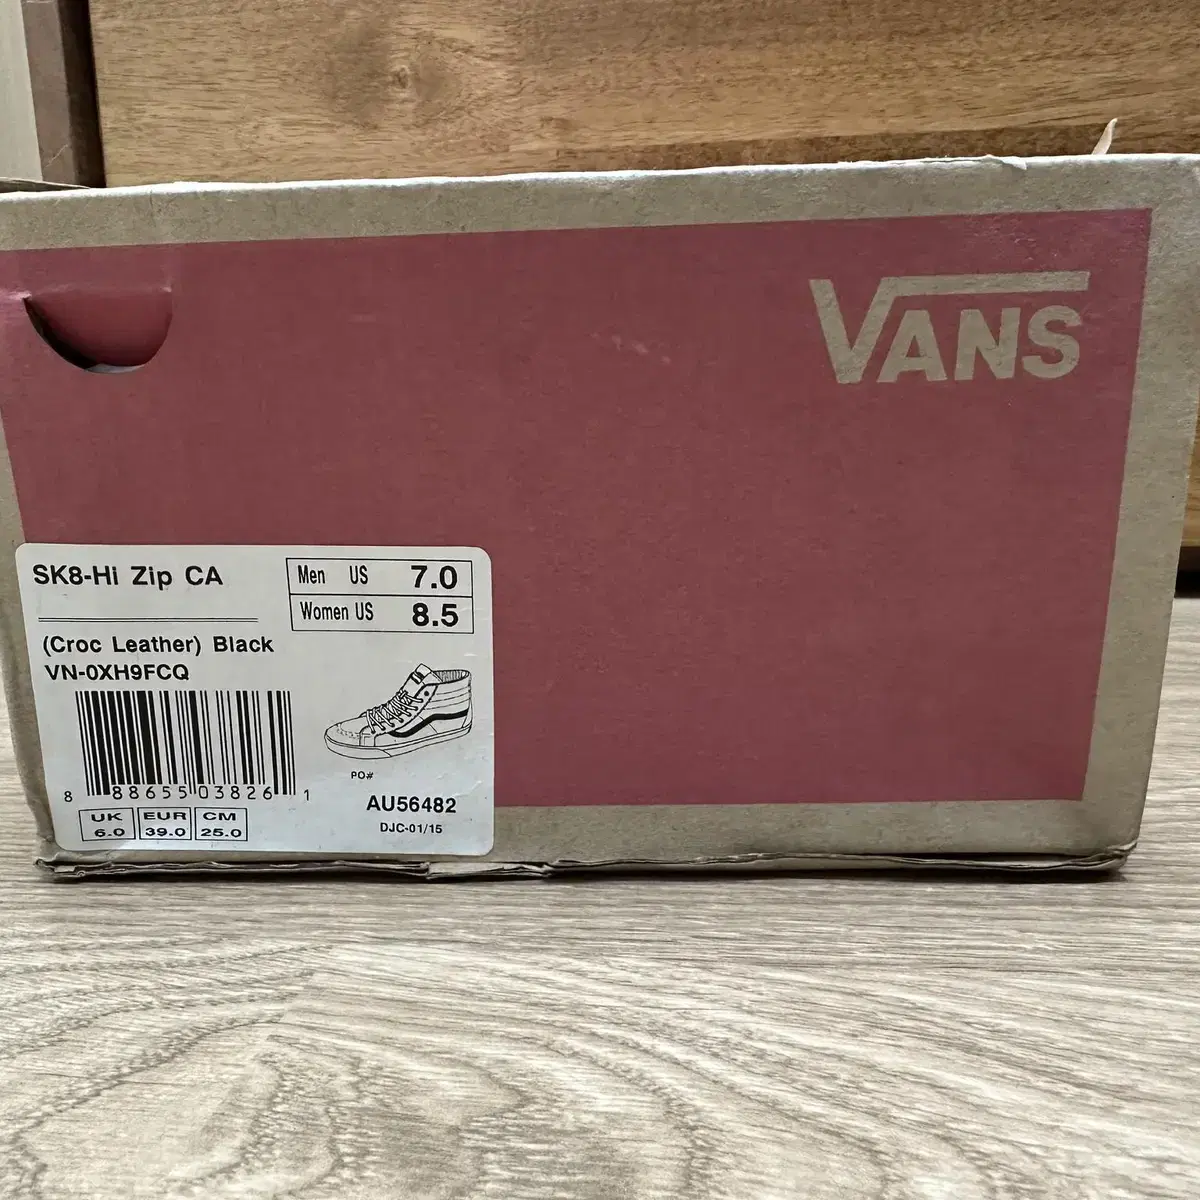 VANS
SK8-Hi Zip CA
Men US 7.0
Women US 8.5
(Croc Leather) Black
VN-0XH9FCQ
PO#
8 88655 03826 1
AU56482
DJC-01/15
UK EUR CM
6.0 39.0 25.0